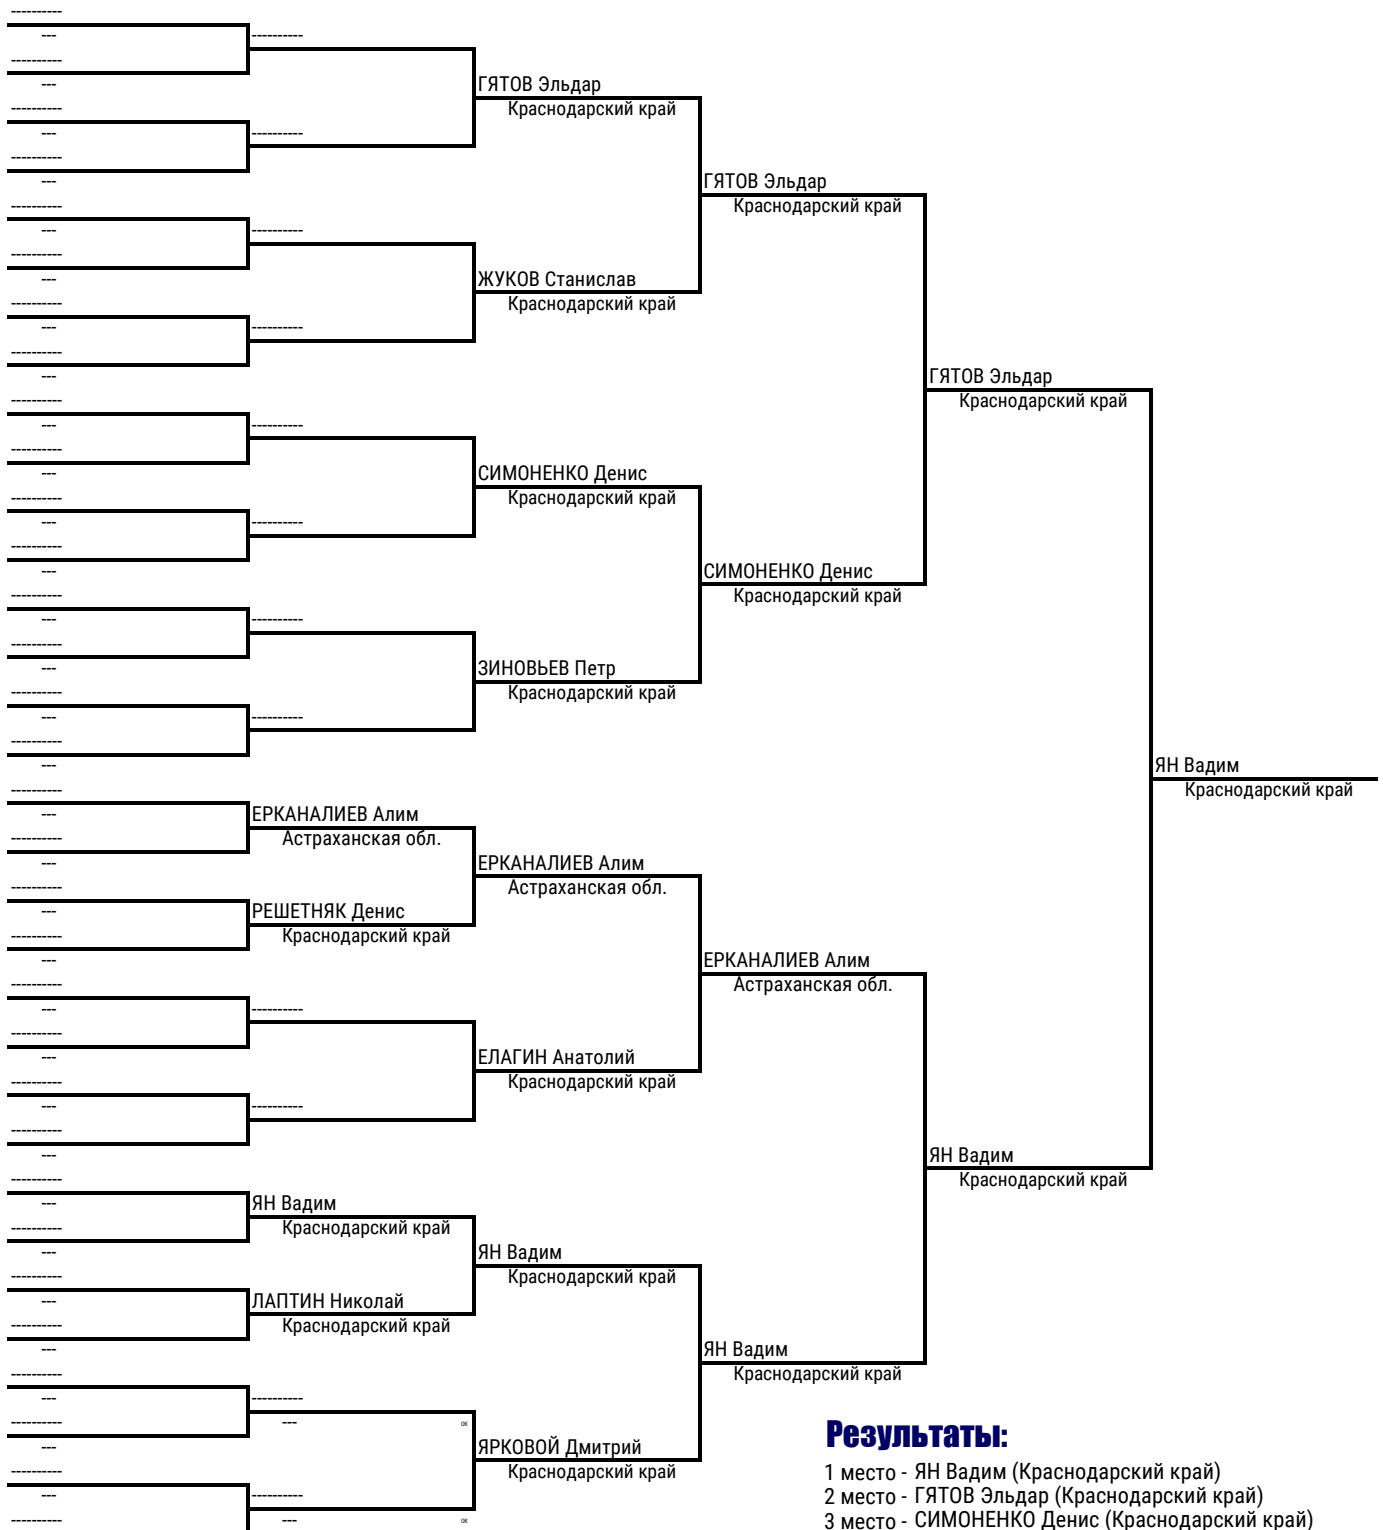 ----------
---
----------
----------
---
ГЯТОВ Эльдар
----------
Краснодарский край
---
----------
----------
---
ГЯТОВ Эльдар
----------
Краснодарский край
---
----------
----------
---
ЖУКОВ Станислав
----------
Краснодарский край
---
----------
----------
---
ГЯТОВ Эльдар
----------
Краснодарский край
---
----------
----------
---
СИМОНЕНКО Денис
----------
Краснодарский край
---
----------
----------
---
СИМОНЕНКО Денис
----------
Краснодарский край
---
----------
----------
---
ЗИНОВЬЕВ Петр
----------
Краснодарский край
---
----------
----------
---
ЯН Вадим
----------
Краснодарский край
---
ЕРКАНАЛИЕВ Алим
----------
Астраханская обл.
---
ЕРКАНАЛИЕВ Алим
----------
Астраханская обл.
---
РЕШЕТНЯК Денис
----------
Краснодарский край
---
ЕРКАНАЛИЕВ Алим
----------
Астраханская обл.
---
----------
----------
---
ЕЛАГИН Анатолий
----------
Краснодарский край
---
----------
----------
---
ЯН Вадим
----------
Краснодарский край
---
ЯН Вадим
----------
Краснодарский край
---
ЯН Вадим
----------
Краснодарский край
---
ЛАПТИН Николай
----------
Краснодарский край
---
ЯН Вадим
----------
Краснодарский край
---
----------
----------
---
---
ЯРКОВОЙ Дмитрий
----------
Краснодарский край
---
----------
----------
---
Результаты:
1 место - ЯН Вадим (Краснодарский край)
2 место - ГЯТОВ Эльдар (Краснодарский край)
3 место - СИМОНЕНКО Денис (Краснодарский край)